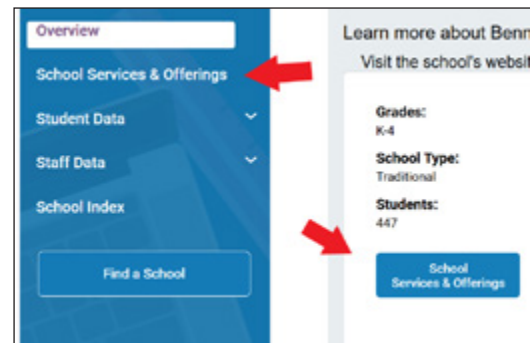 Overview
School Services & Offerings
Student Data
Staff Data
School Index
Find a School
Learn more about Benn
Visit the school's websit
Grades:
K-4
School Type:
Traditional
Students:
447
School
Services & Offerings